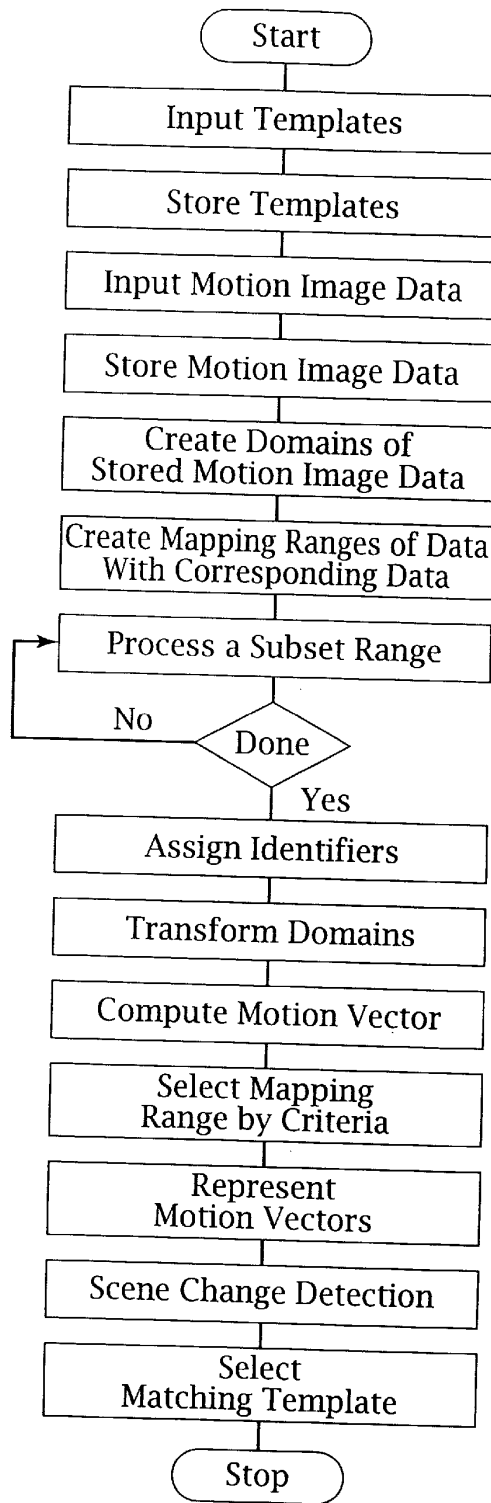 Start
Input Templates
Store Templates
Input Motion Image Data
Store Motion Image Data
Create Domains of
Stored Motion Image Data
Create Mapping Ranges of Data
With Corresponding Data
Process a Subset Range
No
Done
Yes
Assign Identifiers
Transform Domains
Compute Motion Vector
Select Mapping
Range by Criteria
Represent
Motion Vectors
Scene Change Detection
Select
Matching Template
Stop